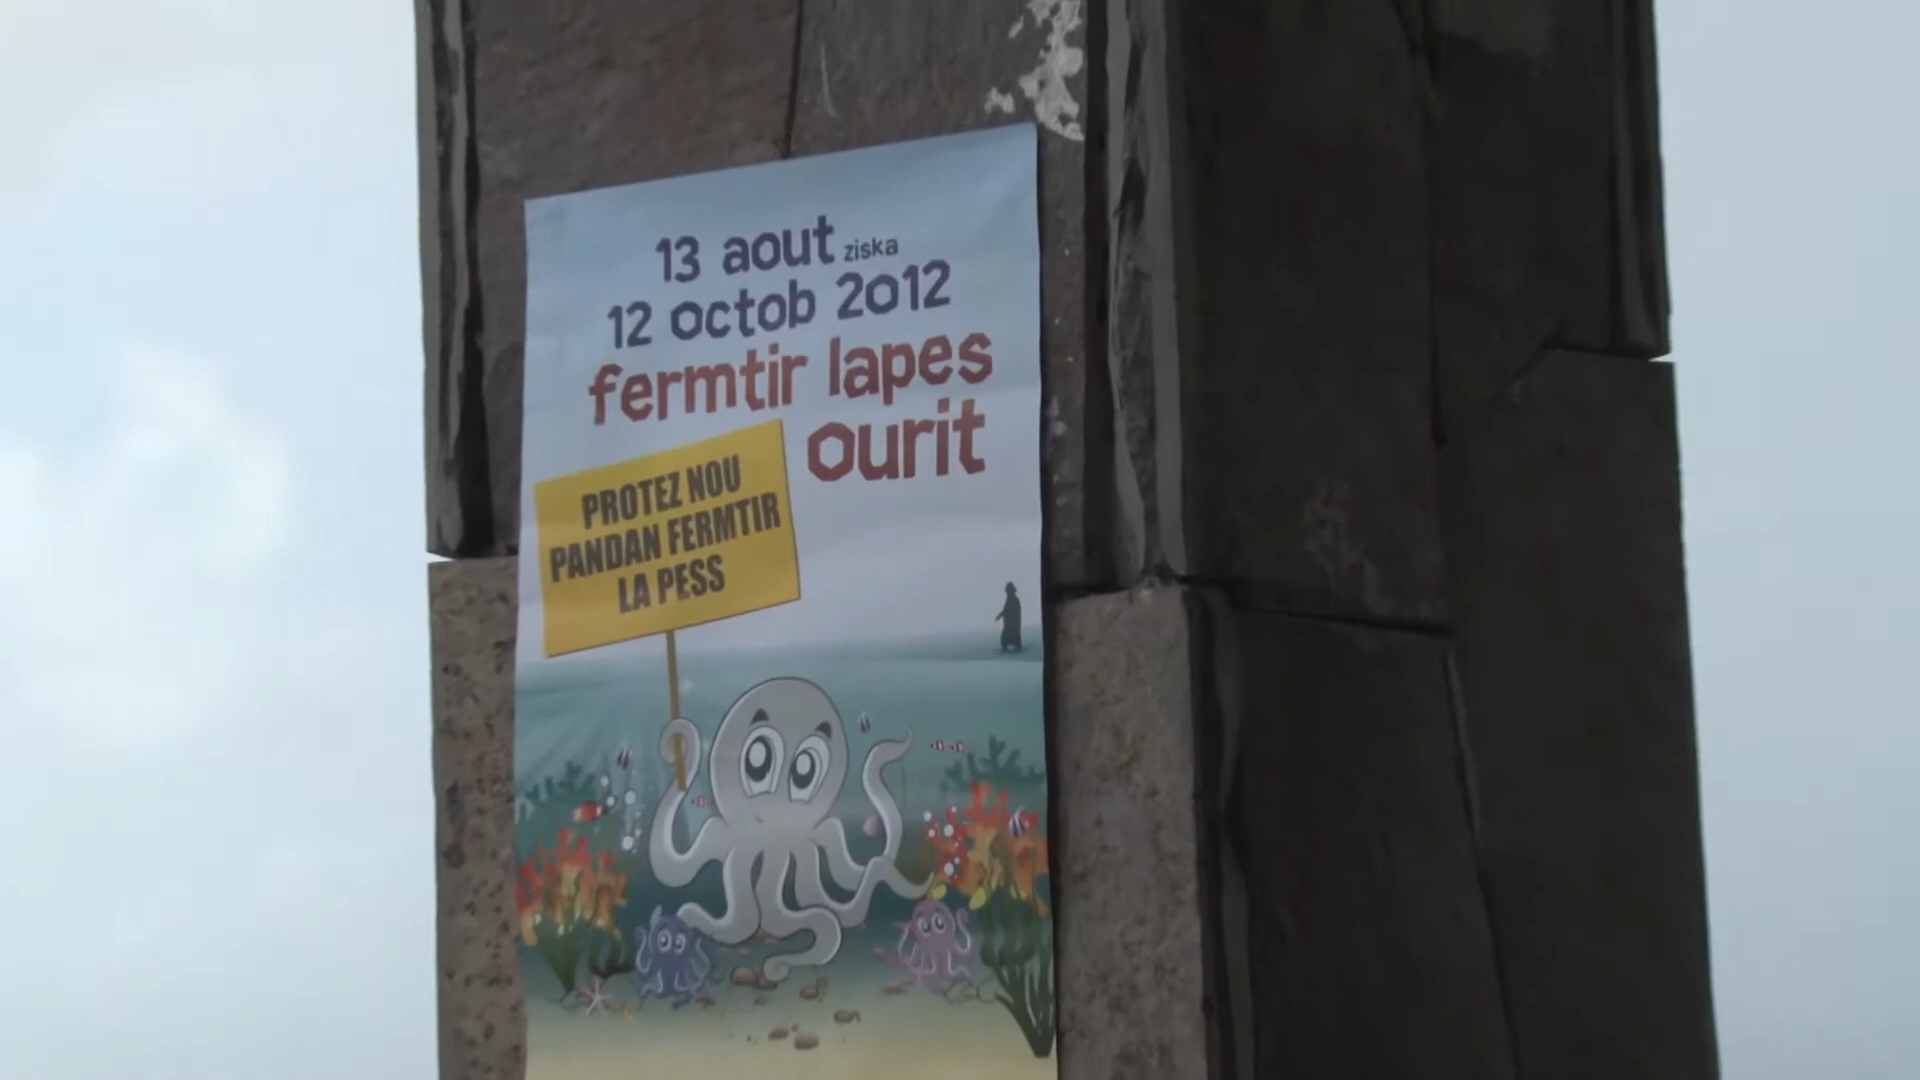 13 aout ziska
12 octob 2012
fermtir lapes
ourit
PROTEZ NOU
PANDAN FERMTIR
LA PESS